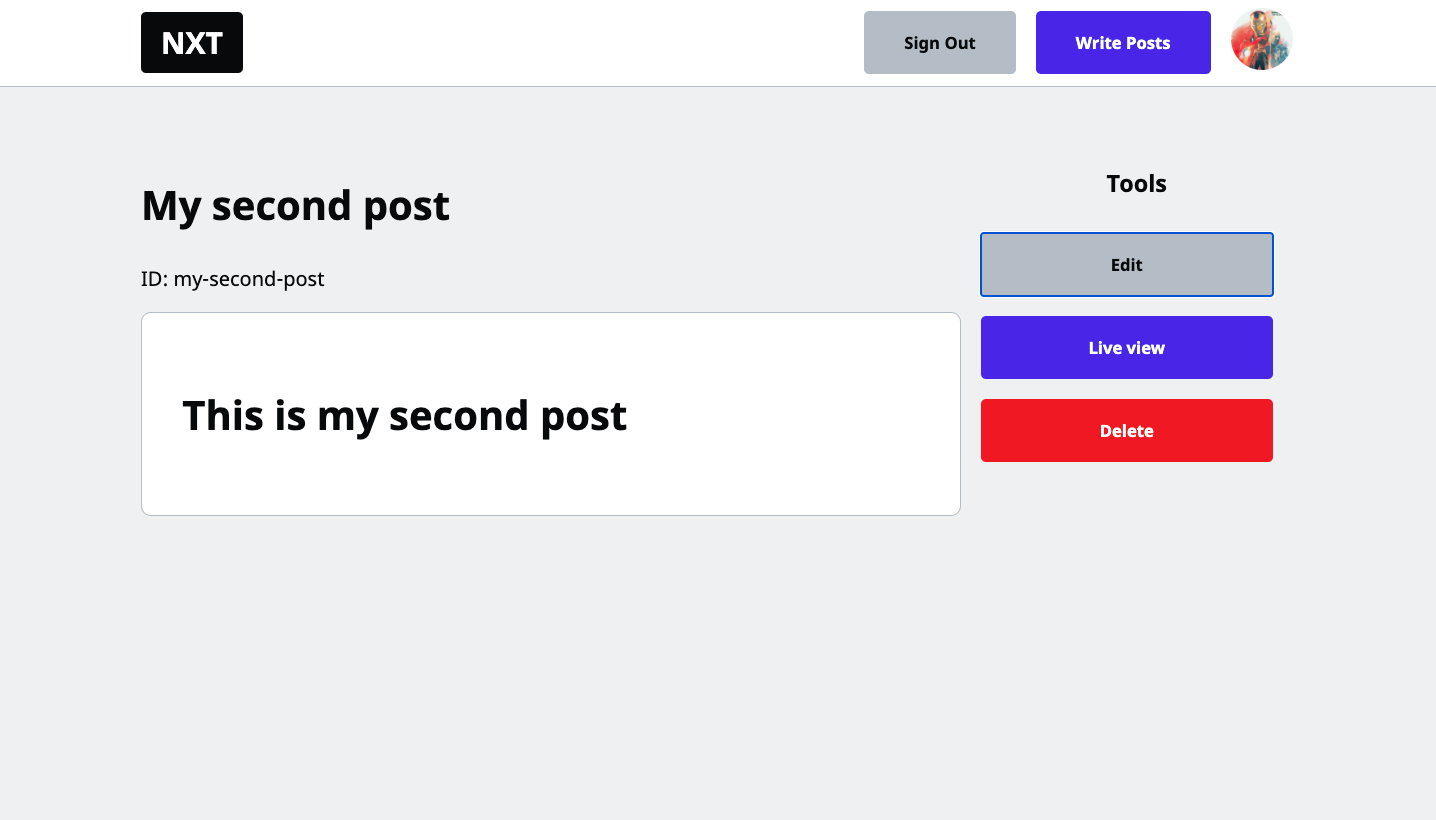 NXT
Sign Out
Write Posts
My second post
ID: my-second-post
This is my second post
Tools
Edit
Live view
Delete